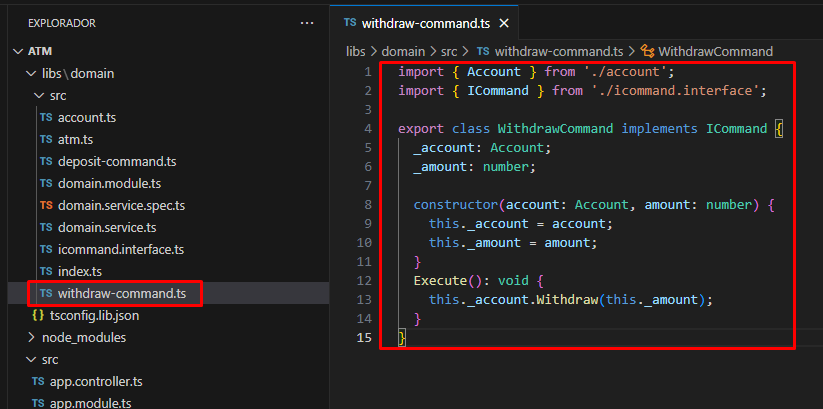 EXPLORADOR ...
ATM
libs\domain
src
TS account.ts
TS atm.ts
TS deposit-command.ts
TS domain.module.ts
TS domain.service.spec.ts
TS domain.service.ts
TS icommand.interface.ts
TS index.ts
TS withdraw-command.ts
{} tsconfig.lib.json
node_modules
src
TS app.controller.ts
TS app.module.ts
TS withdraw-command.ts ×
libs > domain > src > TS withdraw-command.ts > WithdrawCommand
1 import { Account } from './account';
2 import { ICommand } from './icommand.interface';
3
4 export class WithdrawCommand implements ICommand {
5 _account: Account;
6 _amount: number;
7
8 constructor(account: Account, amount: number) {
9 this._account = account;
10 this._amount = amount;
11 }
12 Execute(): void {
13 this._account.Withdraw(this._amount);
14 }
15 }